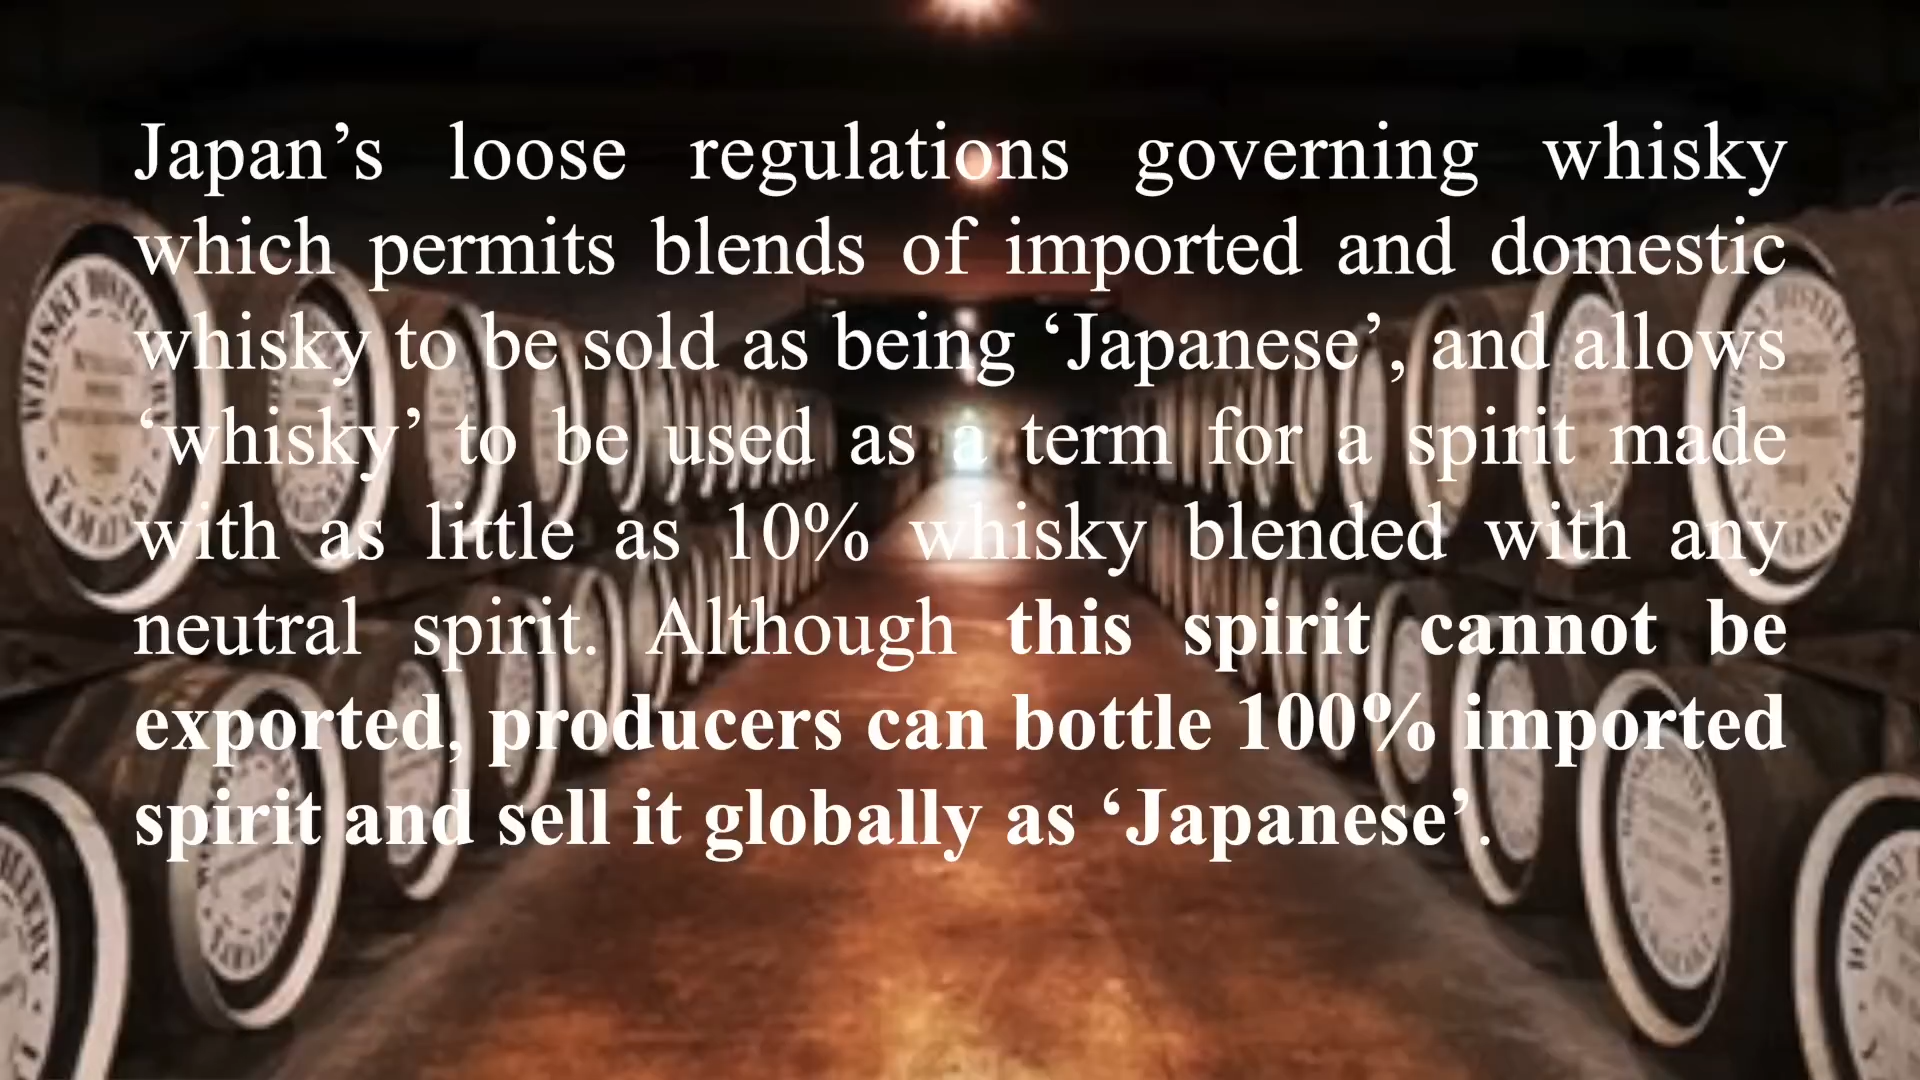 Japan’s loose regulations governing whisky
which permits blends of imported and domestic
whisky to be sold as being ‘Japanese’, and allows
‘whisky’ to be used as a term for a spirit made
with as little as 10% whisky blended with any
neutral spirit. Although this spirit cannot be
exported, producers can bottle 100% imported
spirit and sell it globally as ‘Japanese’.
WHISKY